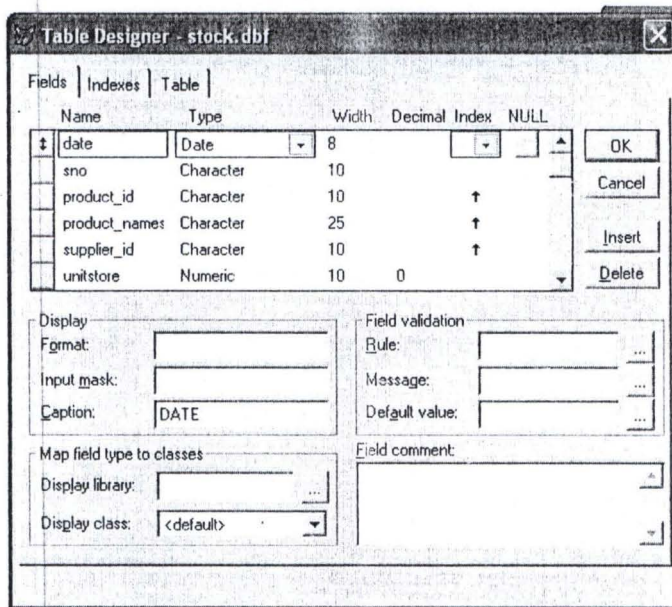 Table Designer - stock.dbf
Fields Indexes Table
Name Type Width Decimal Index NULL
date Date 8
OK
sno Character 10
Cancel
product_id Character 10 ↑
product_names Character 25 ↑
Insert
supplier_id Character 10 ↑
unitstore Numeric 10 0
Delete
Display
Format:
Input mask:
Caption: DATE
Field validation
Rule: ...
Message: ...
Default value: ...
Map field type to classes
Display library: ...
Display class: <default>
Field comment: